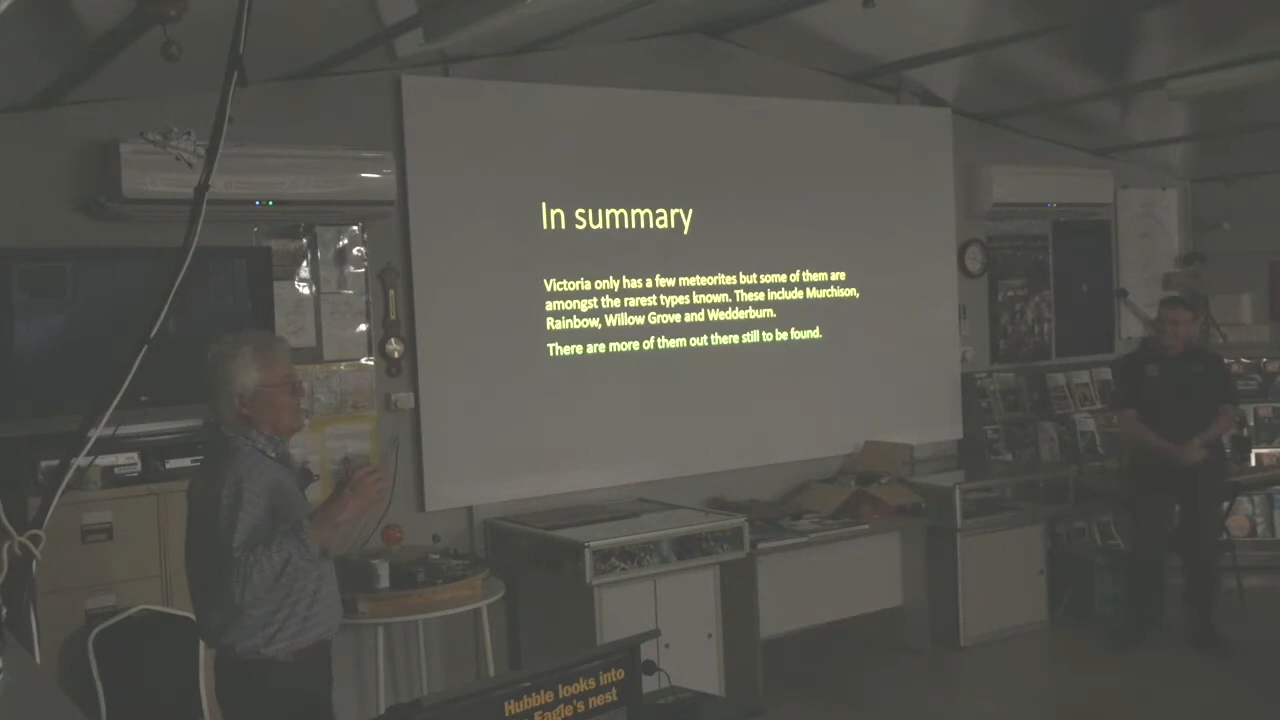 In summary
Victoria only has a few meteorites but some of them are
amongst the rarest types known. These include Murchison,
Rainbow, Willow Grove and Wedderburn.
There are more of them out there still to be found.
Hubble looks into
Eagle's nest